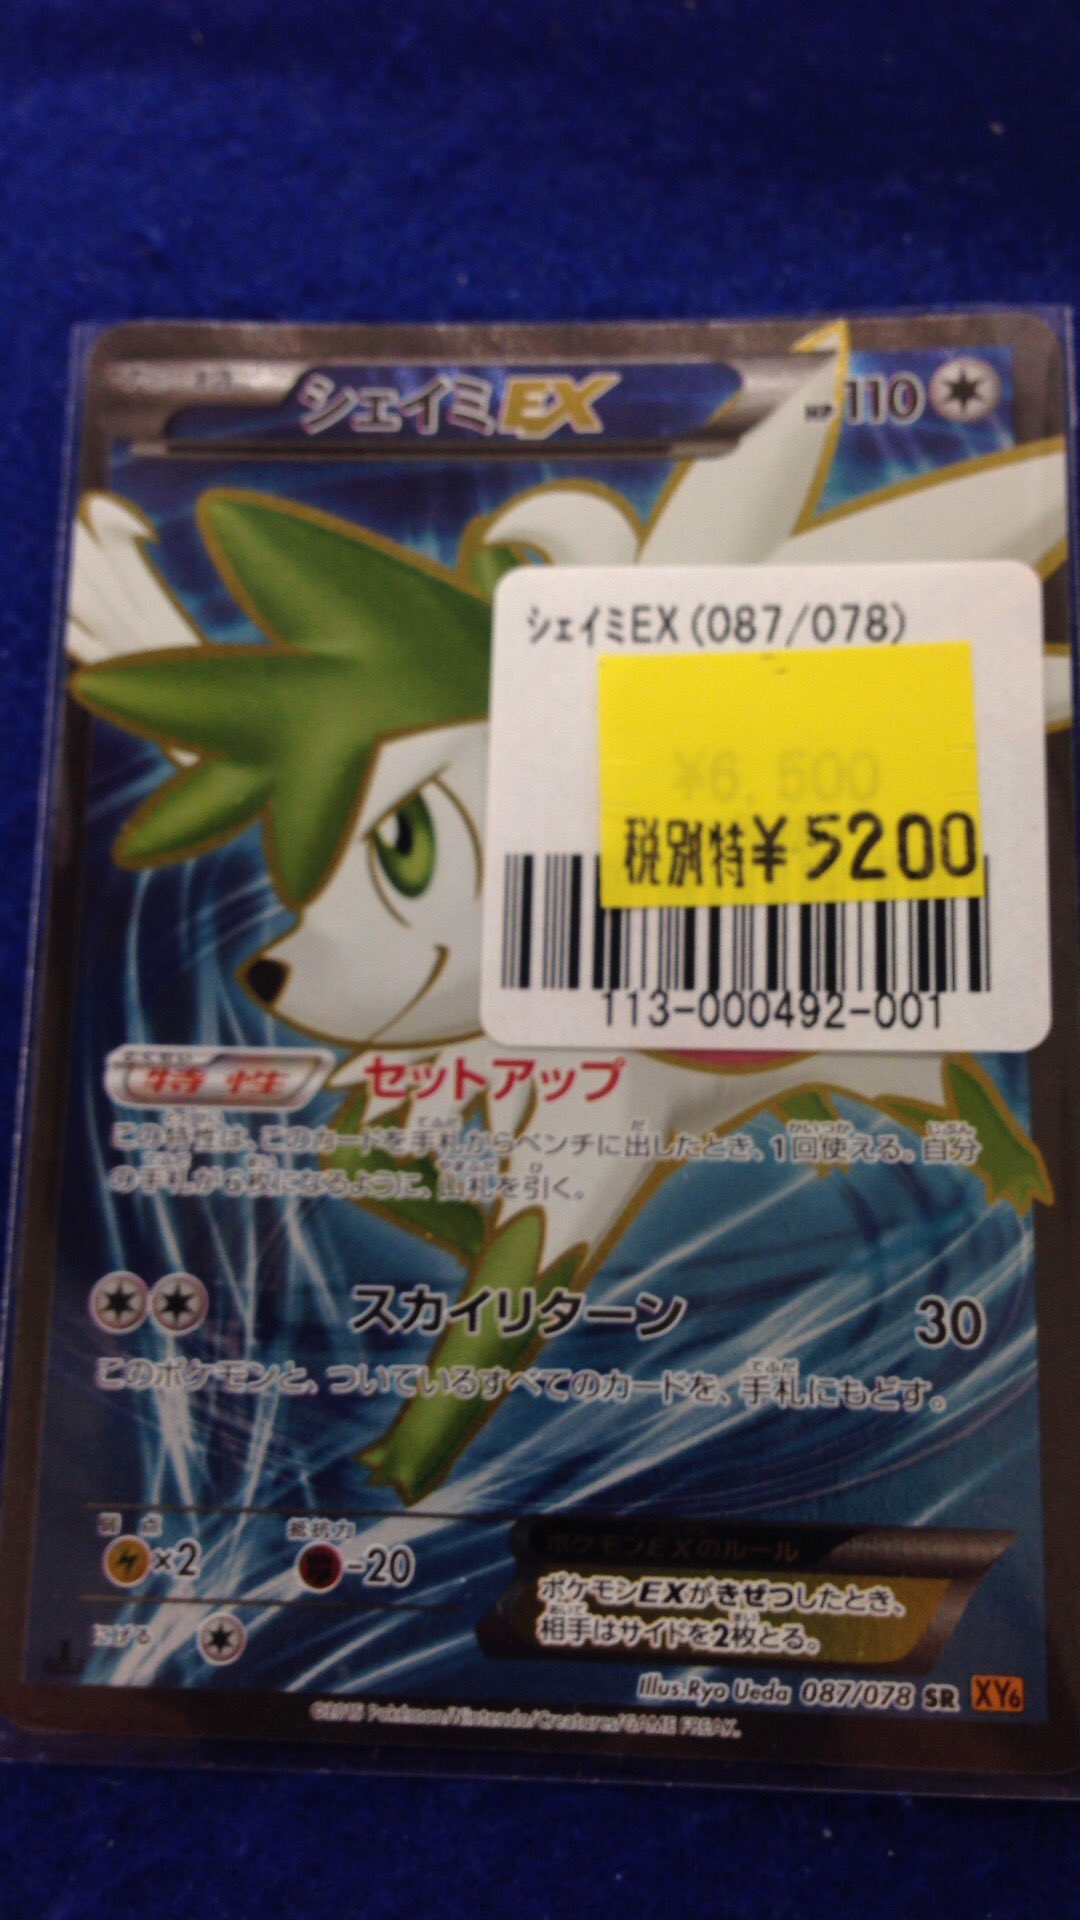 シェイミEX
HP 110
シェイミEX(087/078)
¥6,500
税別特¥5200
113-000492-001
特性 セットアップ
この特性は、このカードを手札からベンチに出したとき、1回使える。自分
の手札が6枚になるように、山札を引く。
スカイリターン 30
このポケモンと、ついているすべてのカードを、手札にもどす。
弱点 抵抗力
×2 -20
にげる
ポケモンEXのルール
ポケモンEXがきぜつしたとき、
相手はサイドを2枚とる。
Illus.Ryo Ueda 087/078 SR XY6
©2015 Pokémon/Nintendo/Creatures/GAME FREAK.